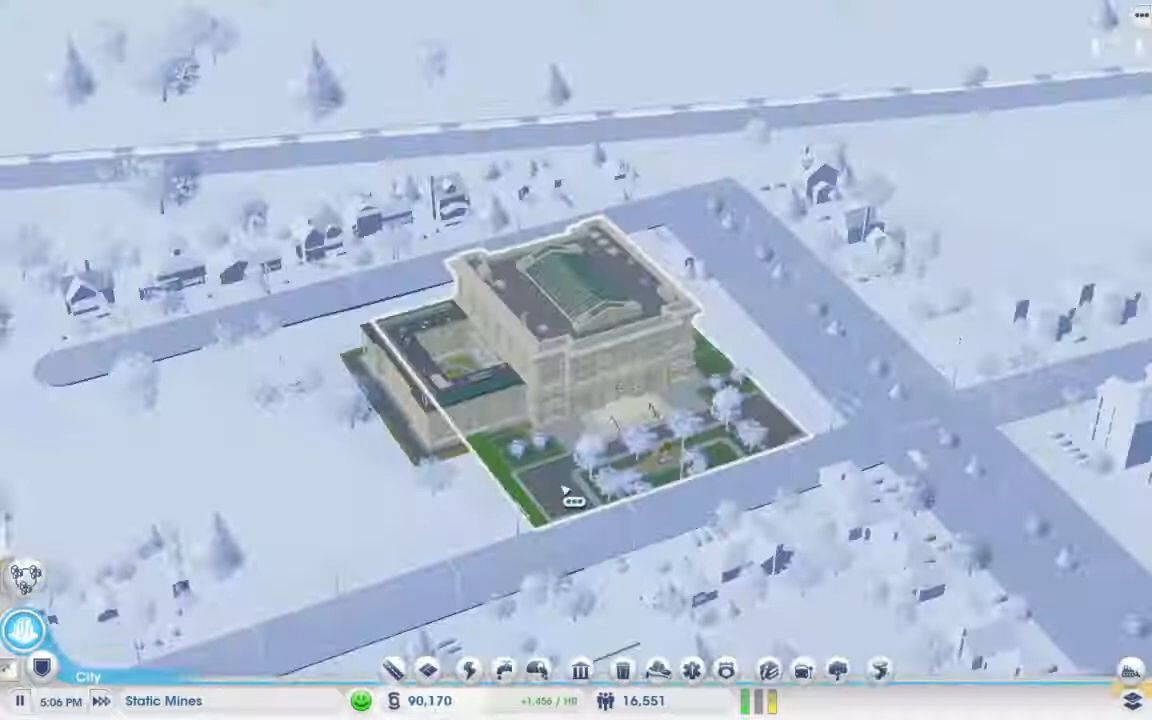 City
5:06 PM
Static Mines
90,170
+1,456 / HR
16,551